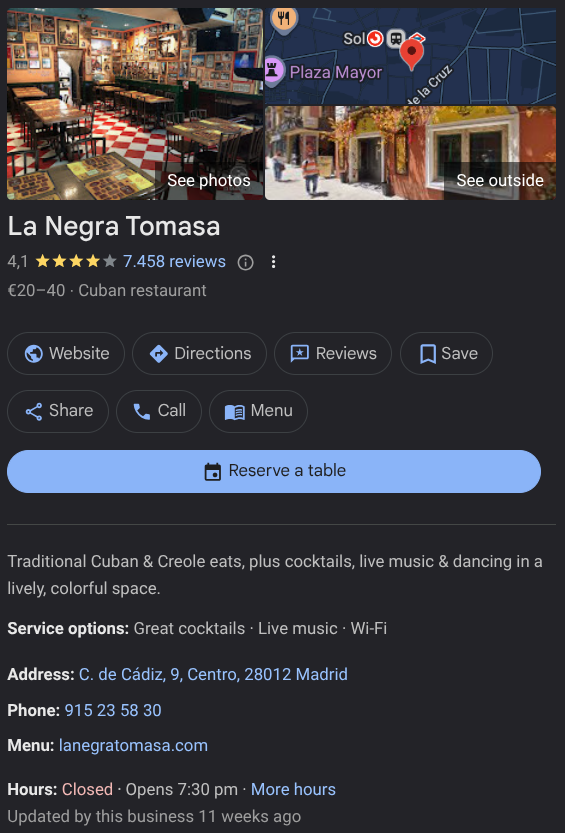 Sol
Plaza Mayor
de la Cruz
See photos
See outside
La Negra Tomasa
4,1 7.458 reviews
€20–40 · Cuban restaurant
Website Directions Reviews Save
Share Call Menu
Reserve a table
Traditional Cuban & Creole eats, plus cocktails, live music & dancing in a
lively, colorful space.
Service options: Great cocktails · Live music · Wi-Fi
Address: C. de Cádiz, 9, Centro, 28012 Madrid
Phone: 915 23 58 30
Menu: lanegratomasa.com
Hours: Closed · Opens 7:30 pm · More hours
Updated by this business 11 weeks ago